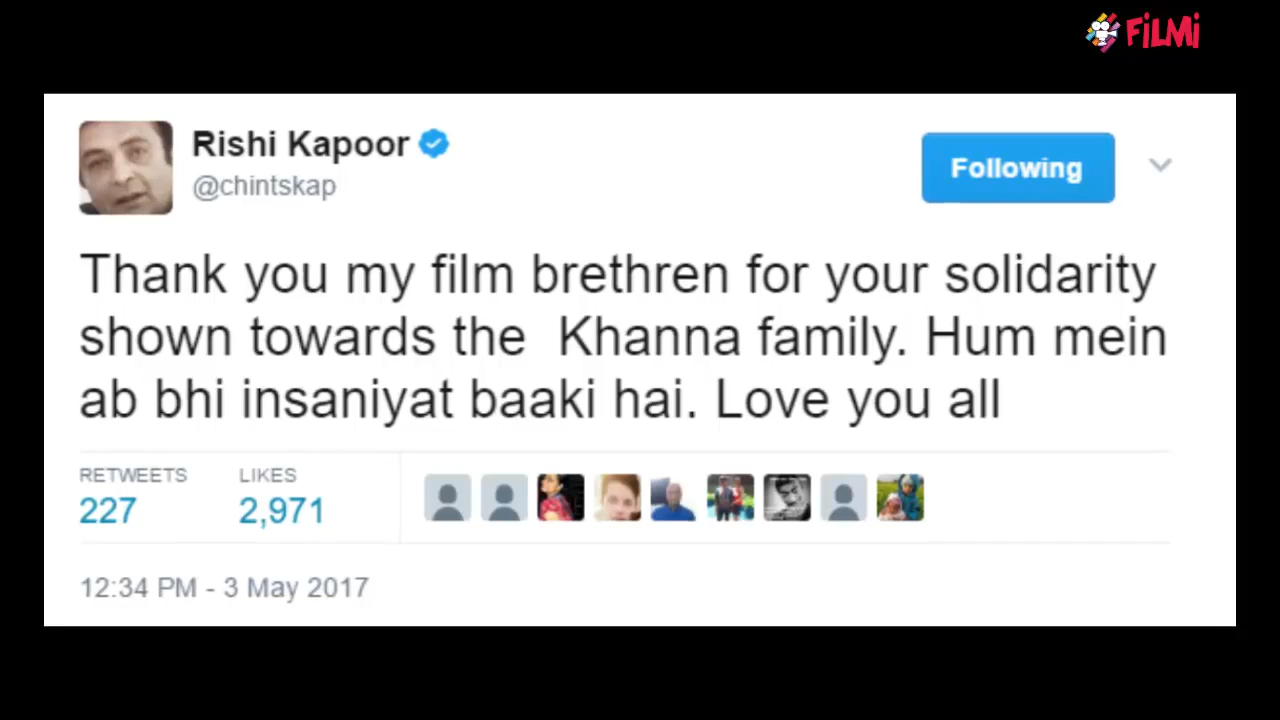 FiLMi
Rishi Kapoor
@chintskap
Following
Thank you my film brethren for your solidarity
shown towards the  Khanna family. Hum mein
ab bhi insaniyat baaki hai. Love you all
RETWEETS LIKES
227 2,971
12:34 PM - 3 May 2017